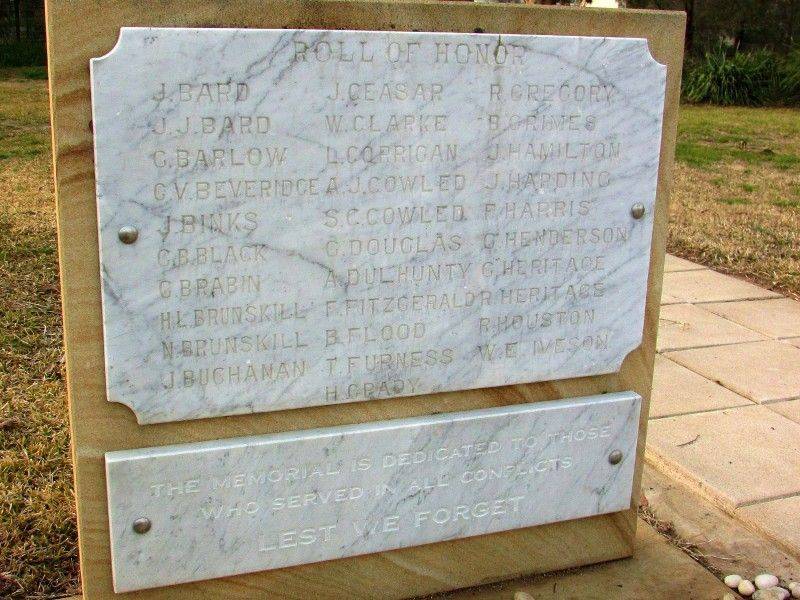 ROLL OF HONOR
J. BARD
J. J. BARD
C. BARLOW
C. V. BEVERIDGE
J. BINKS
C. B. BLACK
G. BRABIN
H. L. BRUNSKILL
N. BRUNSKILL
J. BUCHANAN
J. CEASAR
W. CLARKE
L. CORRIGAN
A. J. COWLED
S. C. COWLED
G. DOUGLAS
A. DULHUNTY
F. FITZGERALD
B. FLOOD
T. FURNESS
H. GRADY
R. GREGORY
B. GRIMES
J. HAMILTON
J. HARDING
F. HARRIS
HENDERSON
G. HERITAGE
R. HERITAGE
R. HOUSTON
W. E. IVESON
THE MEMORIAL IS DEDICATED TO THOSE
WHO SERVED IN ALL CONFLICTS
LEST WE FORGET